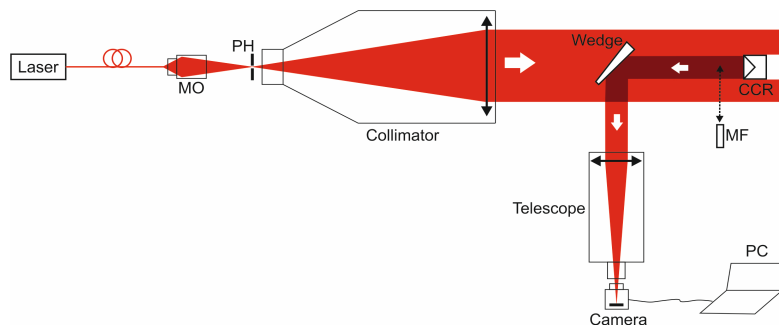 Laser
MO
PH
Collimator
Wedge
CCR
MF
Telescope
PC
Camera